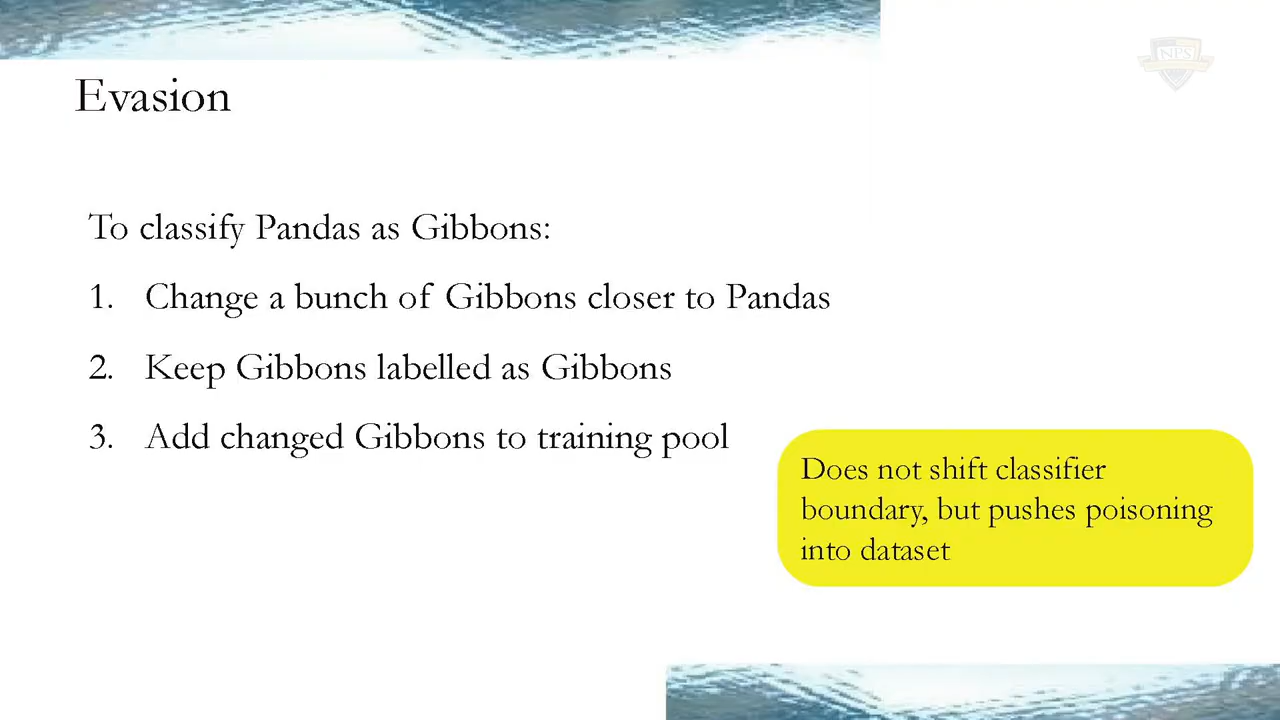 NPS
Evasion
To classify Pandas as Gibbons:
1. Change a bunch of Gibbons closer to Pandas
2. Keep Gibbons labelled as Gibbons
3. Add changed Gibbons to training pool
Does not shift classifier
boundary, but pushes poisoning
into dataset